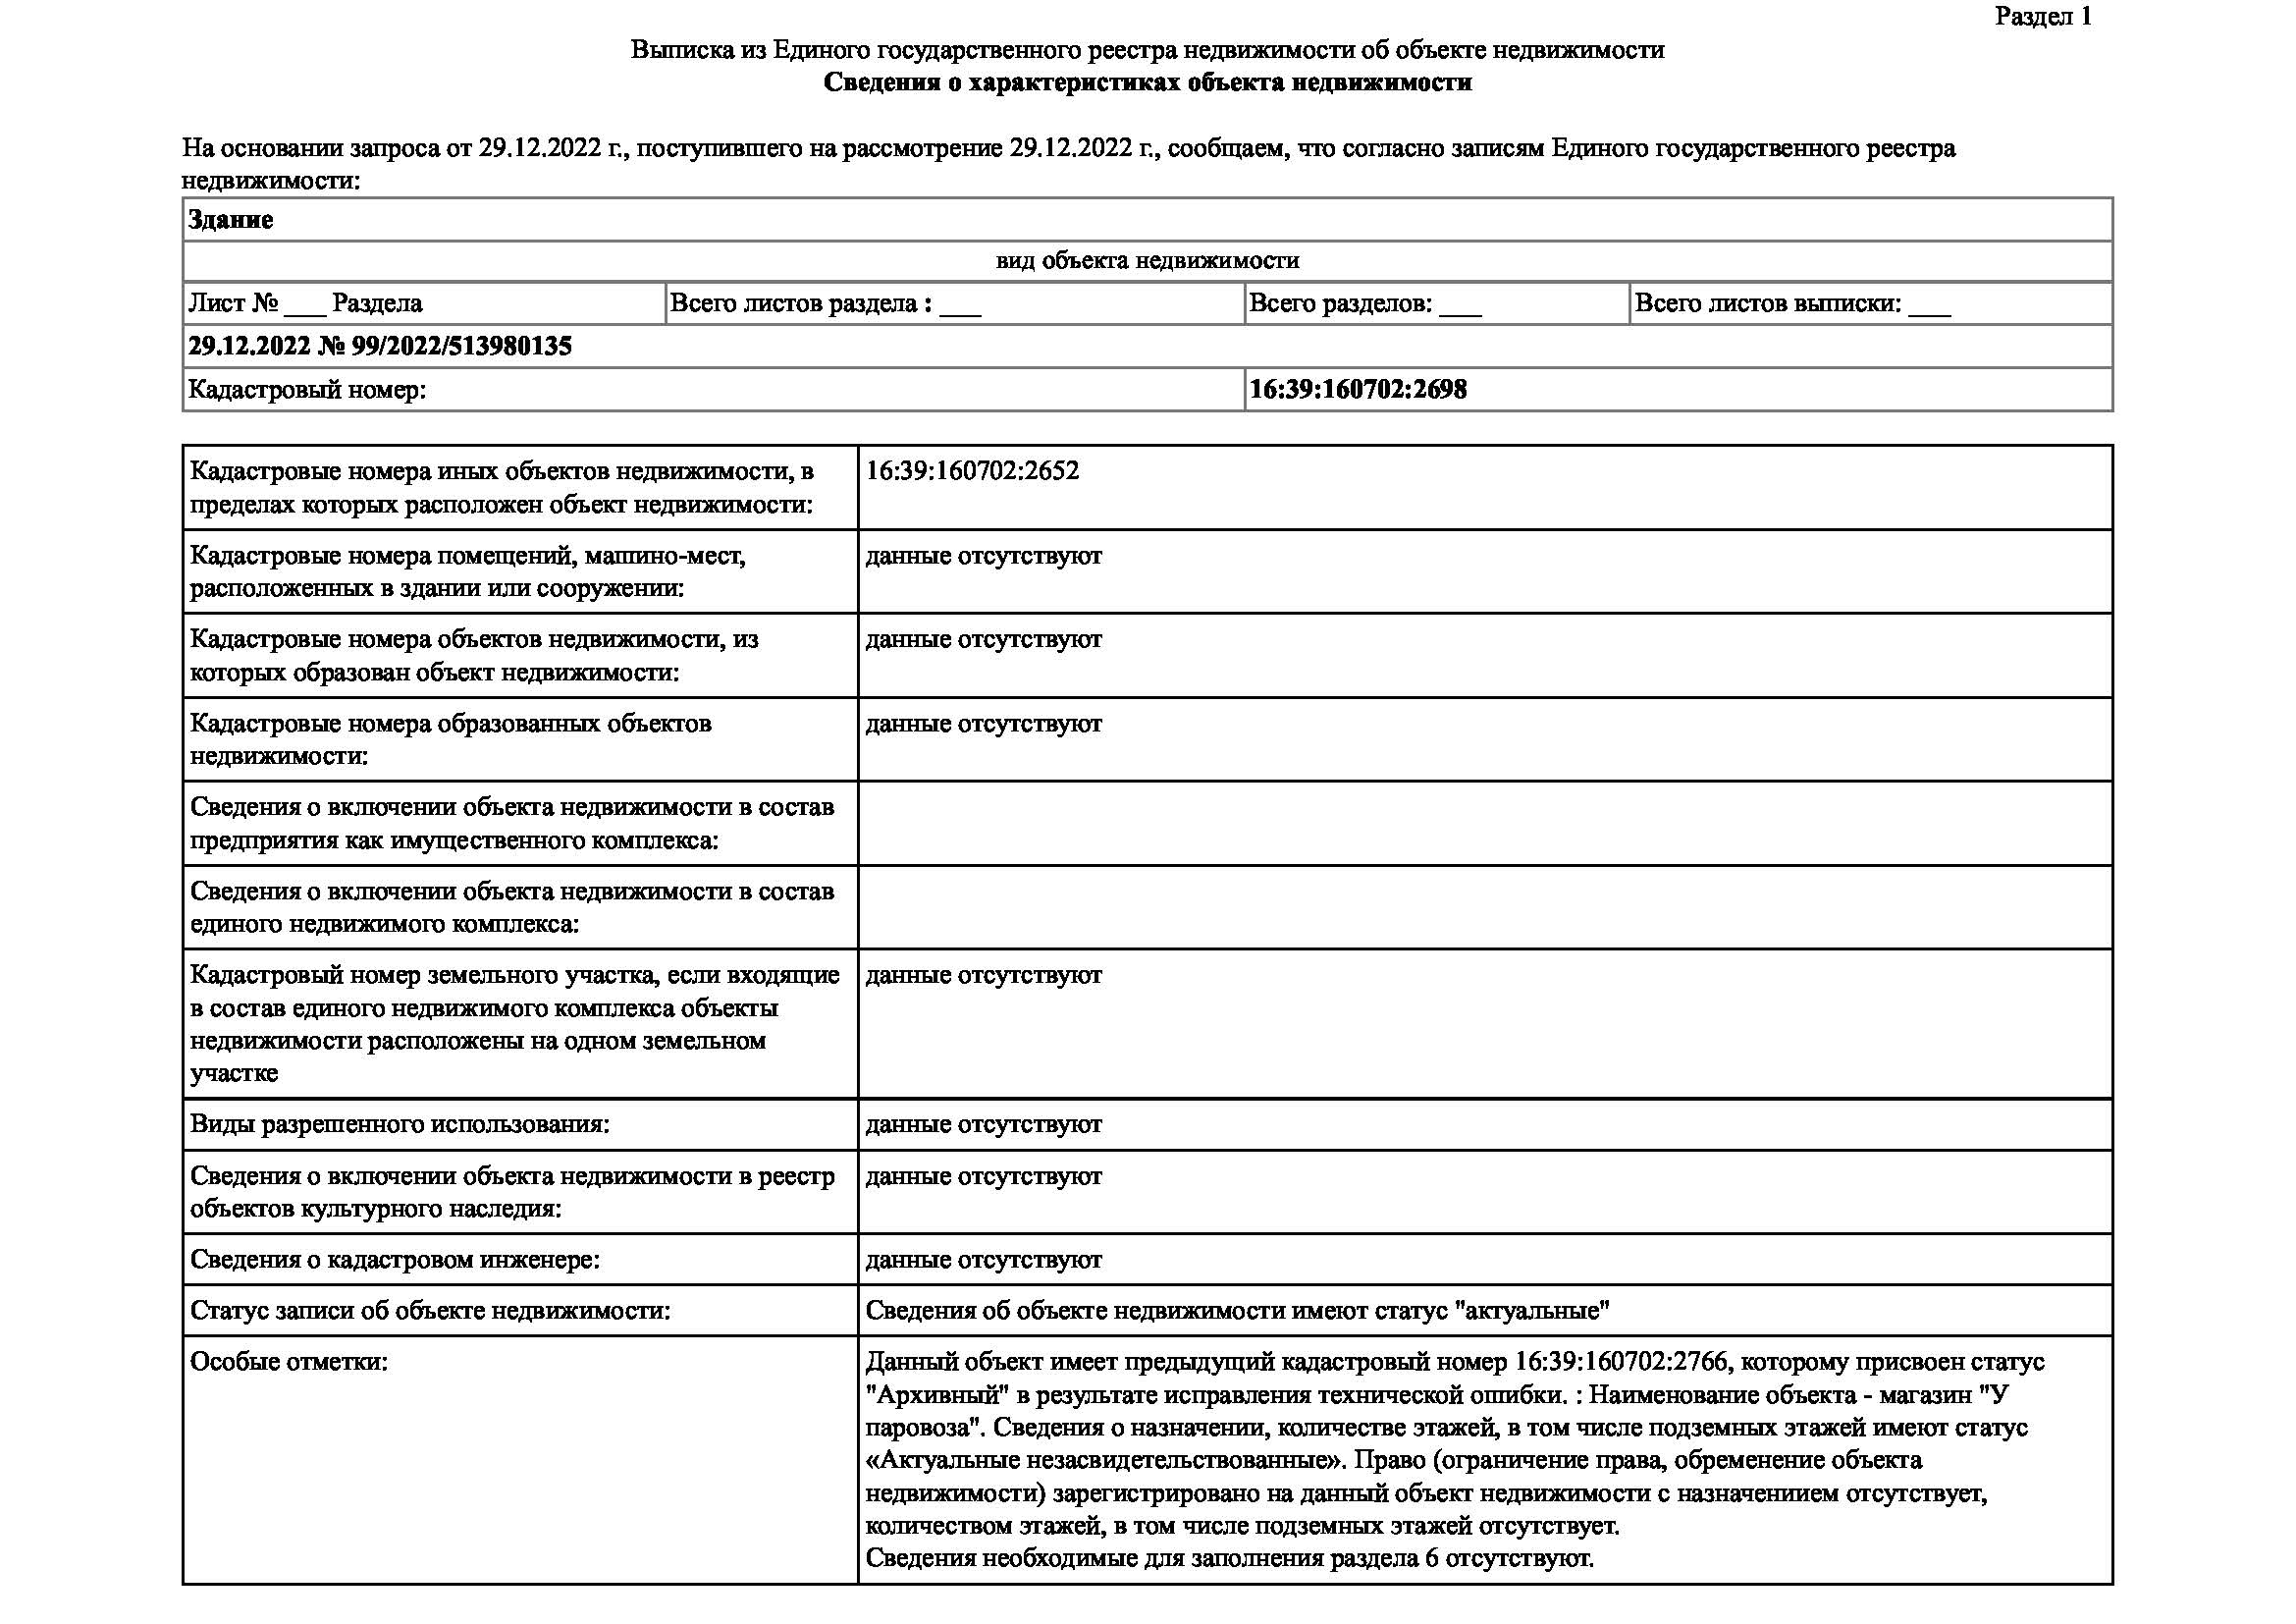 Раздел 1
Выписка из Единого государственного реестра недвижимости об объекте недвижимости
Сведения о характеристиках объекта недвижимости
На основании запроса от 29.12.2022 г., поступившего на рассмотрение 29.12.2022 г., сообщаем, что согласно записям Единого государственного реестра
недвижимости:
Здание
вид объекта недвижимости
Лист № ___ Раздела Всего листов раздела : ___ Всего разделов: ___ Всего листов выписки: ___
29.12.2022 № 99/2022/513980135
Кадастровый номер: 16:39:160702:2698
Кадастровые номера иных объектов недвижимости, в 16:39:160702:2652
пределах которых расположен объект недвижимости:
Кадастровые номера помещений, машино-мест, данные отсутствуют
расположенных в здании или сооружении:
Кадастровые номера объектов недвижимости, из данные отсутствуют
которых образован объект недвижимости:
Кадастровые номера образованных объектов данные отсутствуют
недвижимости:
Сведения о включении объекта недвижимости в состав
предприятия как имущественного комплекса:
Сведения о включении объекта недвижимости в состав
единого недвижимого комплекса:
Кадастровый номер земельного участка, если входящие данные отсутствуют
в состав единого недвижимого комплекса объекты
недвижимости расположены на одном земельном
участке
Виды разрешенного использования: данные отсутствуют
Сведения о включении объекта недвижимости в реестр данные отсутствуют
объектов культурного наследия:
Сведения о кадастровом инженере: данные отсутствуют
Статус записи об объекте недвижимости: Сведения об объекте недвижимости имеют статус "актуальные"
Особые отметки: Данный объект имеет предыдущий кадастровый номер 16:39:160702:2766, которому присвоен статус
"Архивный" в результате исправления технической ошибки. : Наименование объекта - магазин "У
паровоза". Сведения о назначении, количестве этажей, в том числе подземных этажей имеют статус
«Актуальные незасвидетельствованные». Право (ограничение права, обременение объекта
недвижимости) зарегистрировано на данный объект недвижимости с назначениием отсутствует,
количеством этажей, в том числе подземных этажей отсутствует.
Сведения необходимые для заполнения раздела 6 отсутствуют.